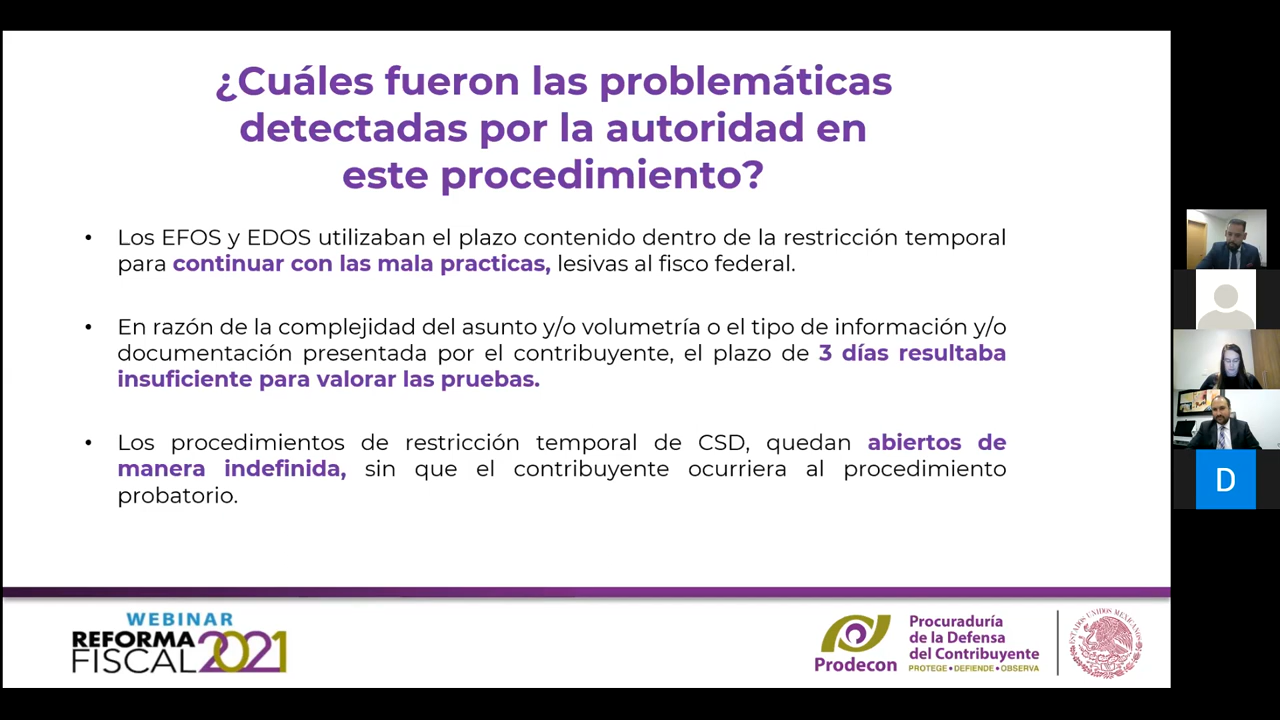 ¿Cuáles fueron las problemáticas
detectadas por la autoridad en
este procedimiento?
• Los EFOS y EDOS utilizaban el plazo contenido dentro de la restricción temporal
para continuar con las mala practicas, lesivas al fisco federal.
• En razón de la complejidad del asunto y/o volumetría o el tipo de información y/o
documentación presentada por el contribuyente, el plazo de 3 días resultaba
insuficiente para valorar las pruebas.
• Los procedimientos de restricción temporal de CSD, quedan abiertos de
manera indefinida, sin que el contribuyente ocurriera al procedimiento
probatorio.
WEBINAR
REFORMA
FISCAL 2021
Prodecon
Procuraduría
de la Defensa
del Contribuyente
PROTEGE • DEFIENDE • OBSERVA
ESTADOS UNIDOS MEXICANOS
D